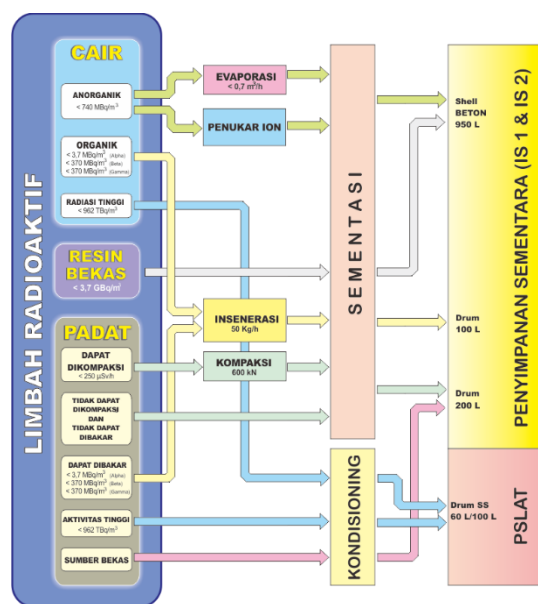 LIMBAH RADIOAKTIF
CAIR
ANORGANIK
< 740 MBq/m³
ORGANIK
< 3.7 MBq/m³ (Alpha)
< 370 MBq/m³ (Beta)
< 370 MBq/m³ (Gamma)
RADIASI TINGGI
< 962 TBq/m³
RESIN
BEKAS
< 3,7 GBq/m³
PADAT
DAPAT
DIKOMPAKSI
< 250 µSv/h
TIDAK DAPAT
DIKOMPAKSI
DAN
TIDAK DAPAT
DIBAKAR
DAPAT DIBAKAR
< 3.7 MBq/m³ (Alpha)
< 370 MBq/m³ (Beta)
< 370 MBq/m³ (Gamma)
AKTIVITAS TINGGI
< 962 TBq/m³
SUMBER BEKAS
EVAPORASI
< 0,7 m³/h
PENUKAR ION
INSENERASI
50 Kg/h
KOMPAKSI
600 kN
SEMENTASI
KONDISIONING
Shell
BETON
950 L
Drum
100 L
Drum
200 L
Drum SS
60 L/100 L
PENYIMPANAN SEMENTARA (IS 1 & IS 2)
PSLAT